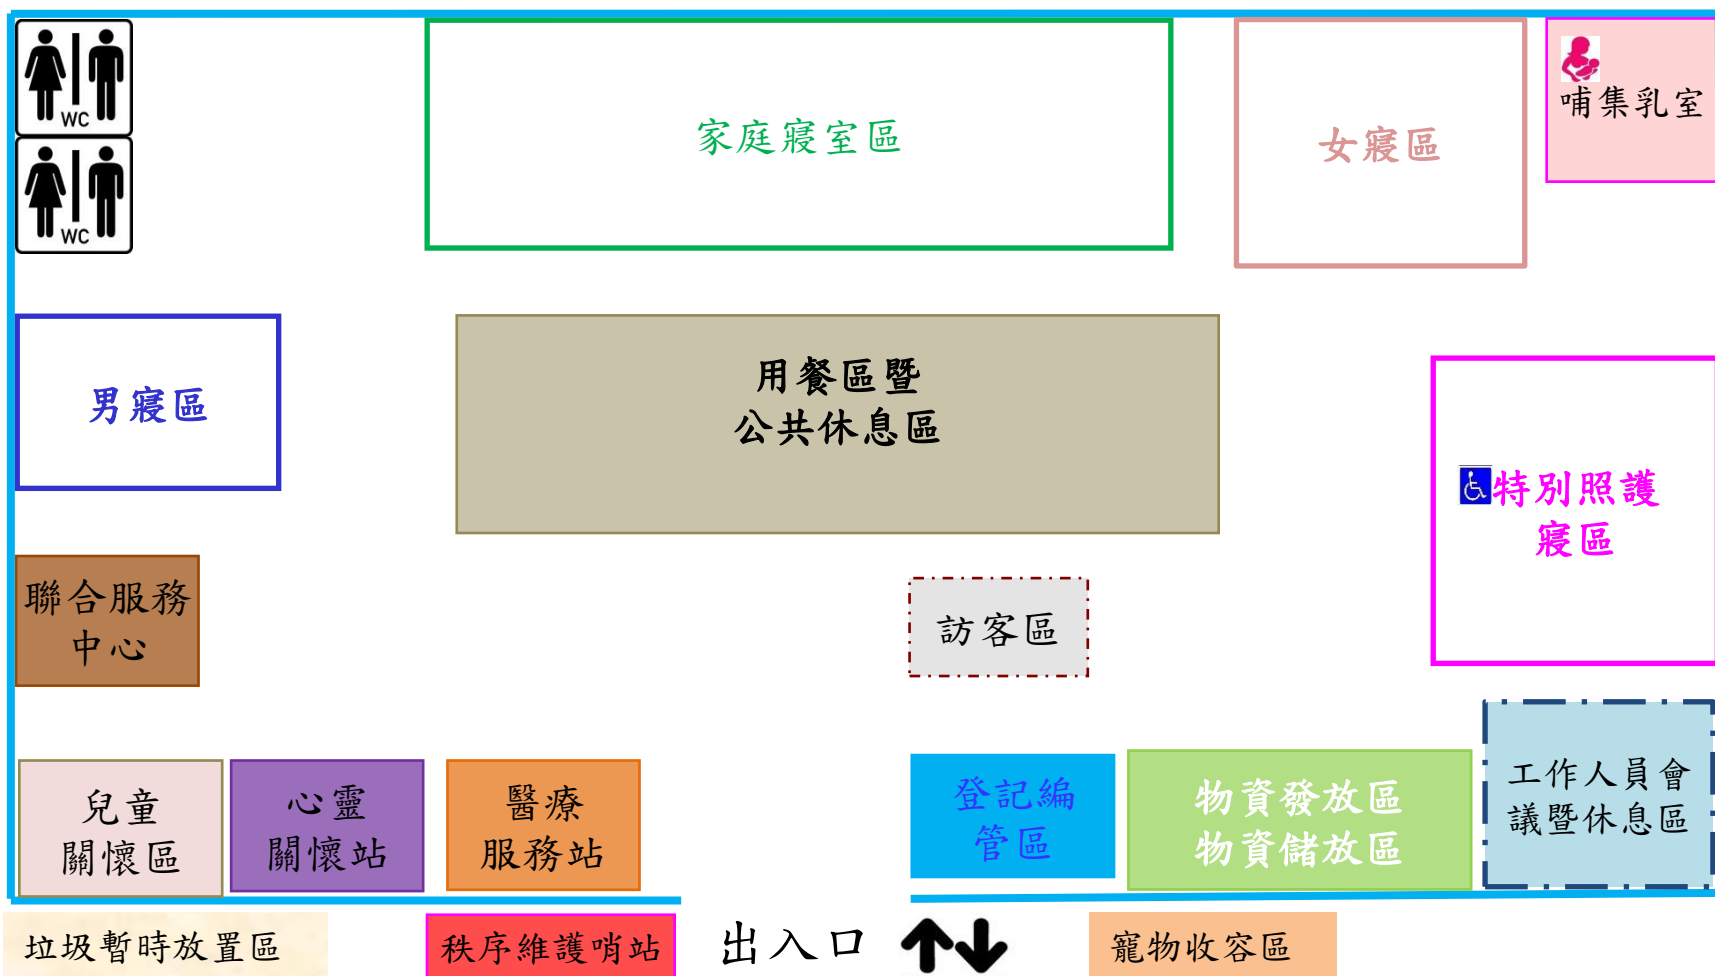 WC
WC
家庭寢室區
女寢區
哺集乳室
男寢區
用餐區暨
公共休息區
特別照護
寢區
聯合服務
中心
訪客區
兒童
關懷區
心靈
關懷站
醫療
服務站
登記編
管區
物資發放區
物資儲放區
工作人員會
議暨休息區
垃圾暫時放置區
秩序維護哨站
出入口
寵物收容區